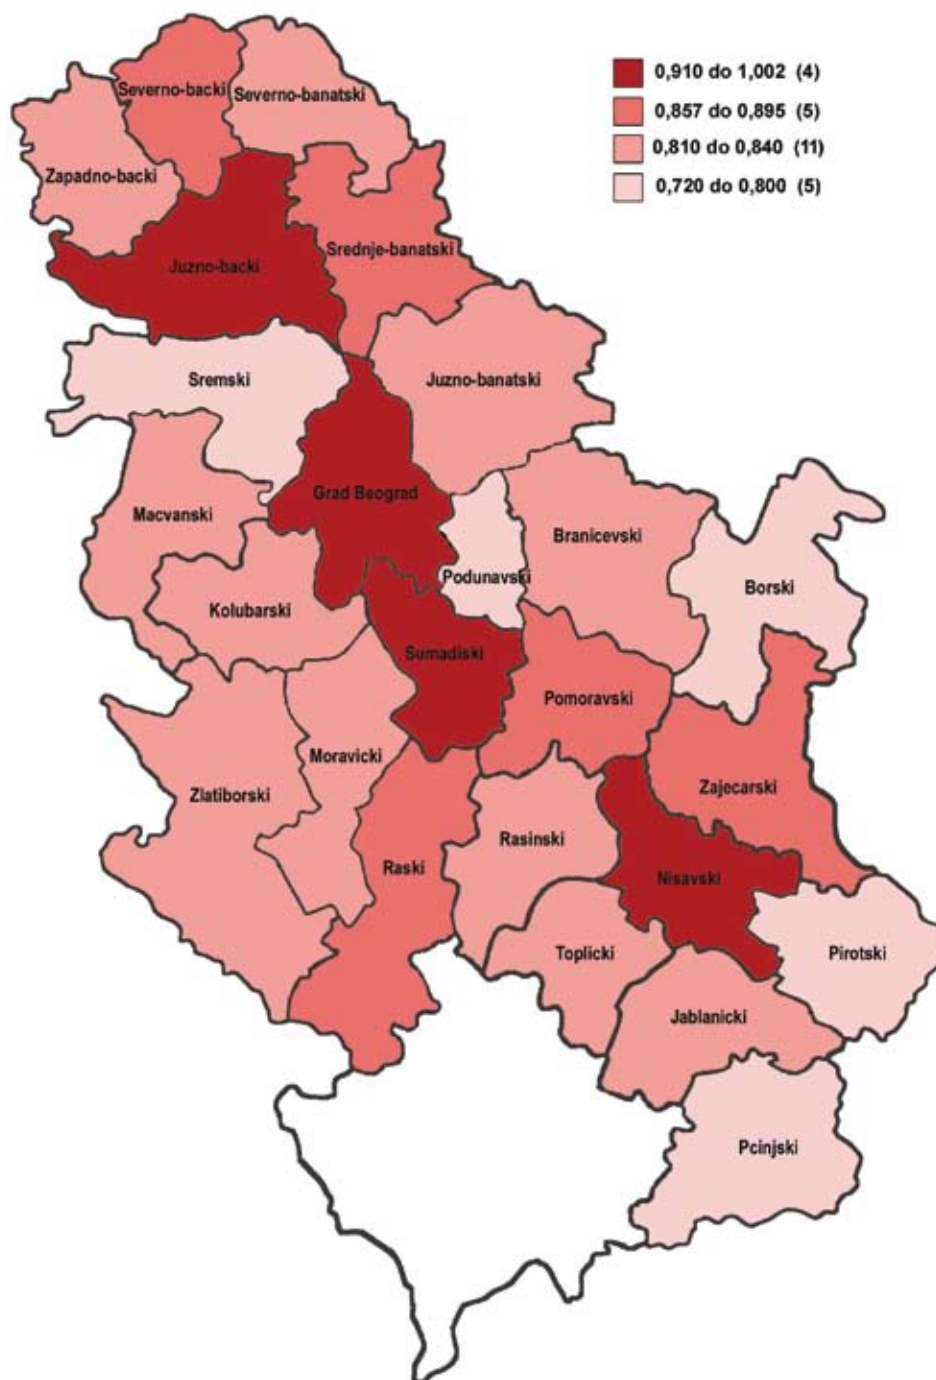 Severno-backi
Severno-banatski
0,910 do 1,002 (4)
0,857 do 0,895 (5)
0,810 do 0,840 (11)
0,720 do 0,800 (5)
Zapadno-backi
Srednje-banatski
Juzno-backi
Sremski
Juzno-banatski
Grad Beograd
Macvanski
Branicevski
Podunavski
Borski
Kolubarski
Sumadiski
Pomoravski
Moravicki
Zlatiborski
Zajecarski
Rasinski
Raski
Nisavski
Toplicki
Pirotski
Jablanicki
Pcinjski